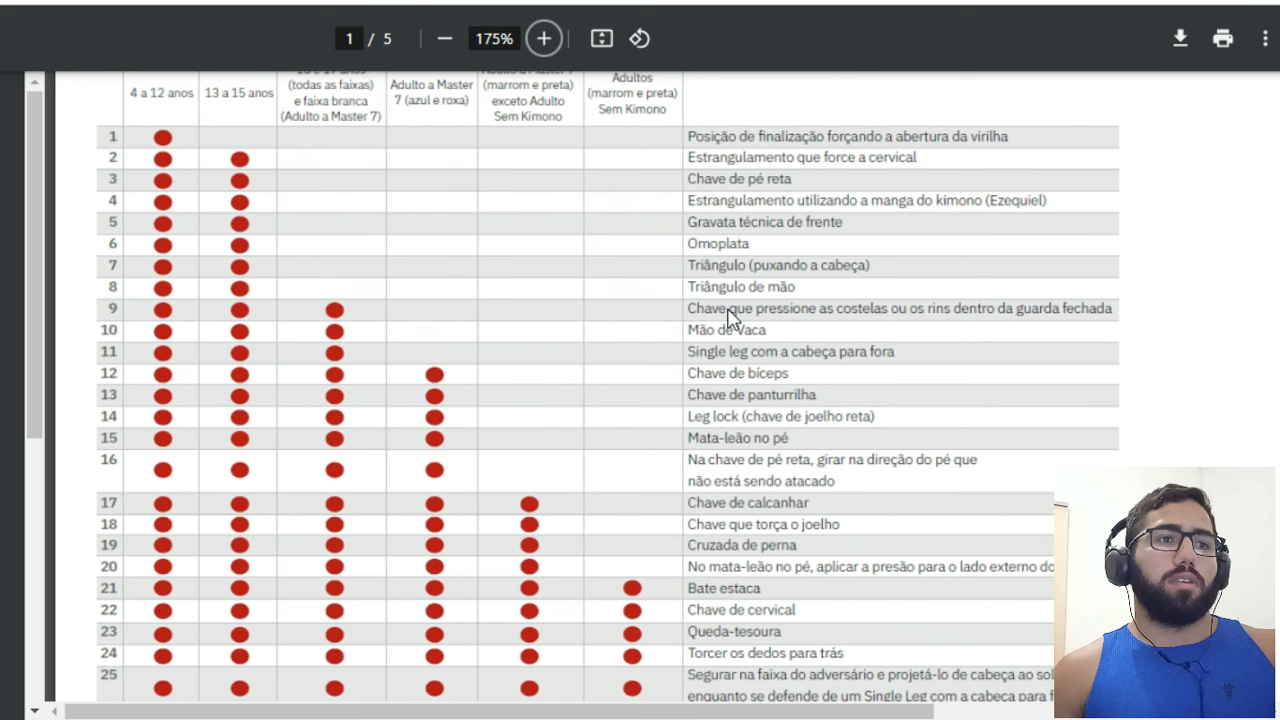 1 / 5 175%
4 a 12 anos
13 a 15 anos
(todas as faixas)
e faixa branca
(Adulto a Master 7)
Adulto a Master
7 (azul e roxa)
(marrom e preta)
exceto Adulto
Sem Kimono
Adultos
(marrom e preta)
Sem Kimono
1 Posição de finalização forçando a abertura da virilha
2 Estrangulamento que force a cervical
3 Chave de pé reta
4 Estrangulamento utilizando a manga do kimono (Ezequiel)
5 Gravata técnica de frente
6 Omoplata
7 Triângulo (puxando a cabeça)
8 Triângulo de mão
9 Chave que pressione as costelas ou os rins dentro da guarda fechada
10 Mão de Vaca
11 Single leg com a cabeça para fora
12 Chave de bíceps
13 Chave de panturrilha
14 Leg lock (chave de joelho reta)
15 Mata-leão no pé
16 Na chave de pé reta, girar na direção do pé que
não está sendo atacado
17 Chave de calcanhar
18 Chave que torça o joelho
19 Cruzada de perna
20 No mata-leão no pé, aplicar a presão para o lado externo do
21 Bate estaca
22 Chave de cervical
23 Queda-tesoura
24 Torcer os dedos para trás
25 Segurar na faixa do adversário e projetá-lo de cabeça ao
enquanto se defende de um Single Leg com a cabeça para